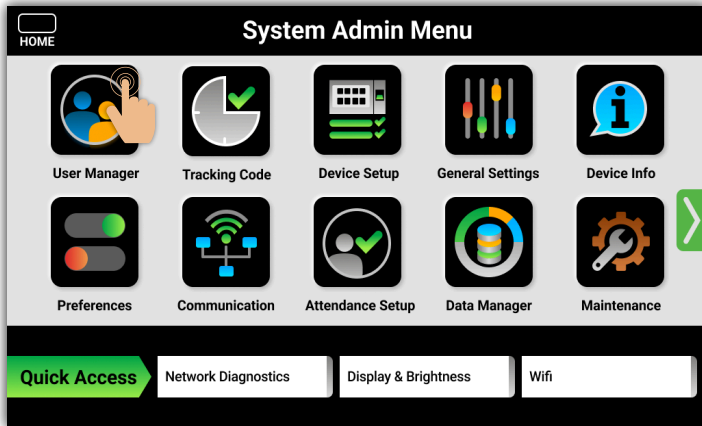 HOME
System Admin Menu
User Manager
Tracking Code
Device Setup
General Settings
Device Info
Preferences
Communication
Attendance Setup
Data Manager
Maintenance
Quick Access
Network Diagnostics
Display & Brightness
Wifi